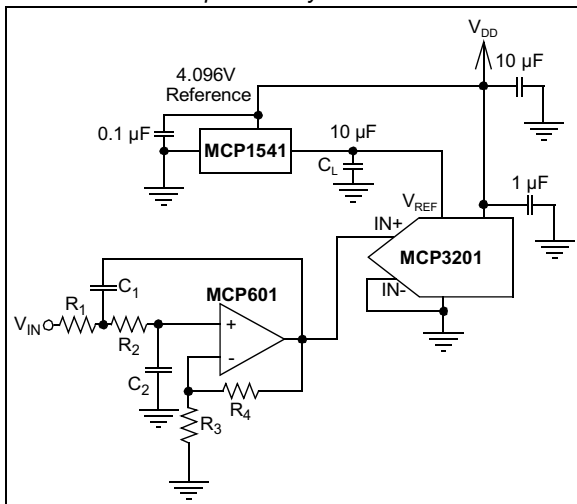 V_DD
10 µF
4.096V
Reference
0.1 µF
10 µF
MCP1541
C_L
1 µF
V_REF
IN+
MCP3201
C_1
MCP601
IN-
R_1
V_IN
R_2
+
-
C_2
R_4
R_3